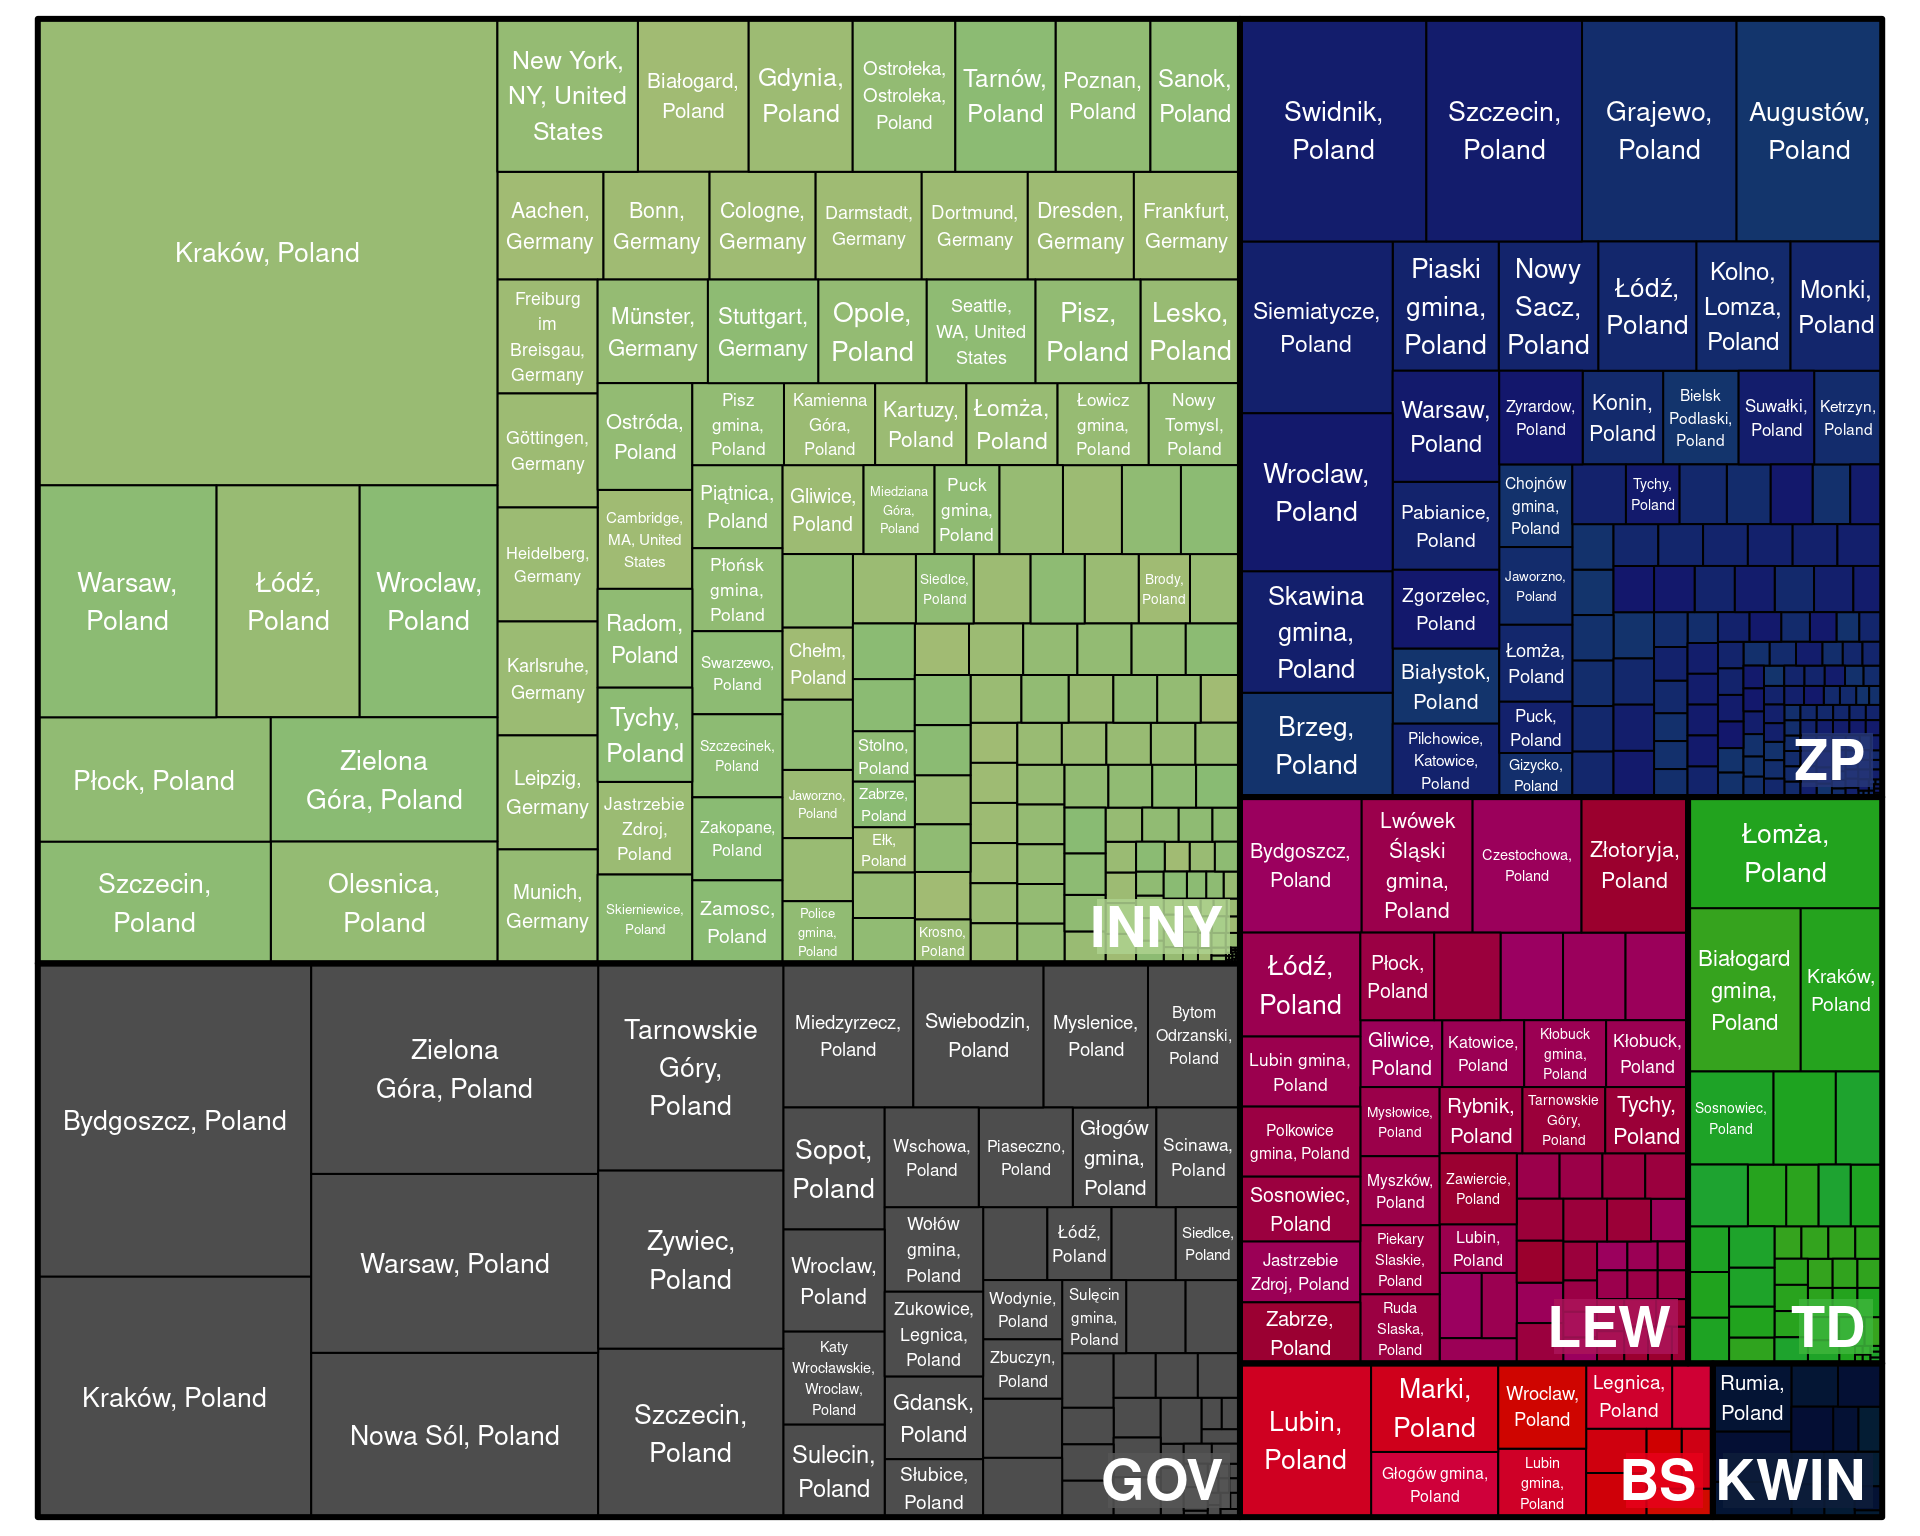 Kraków, Poland
Warsaw,
Poland
Łódź,
Poland
Wroclaw,
Poland
Płock, Poland
Zielona
Góra, Poland
Szczecin,
Poland
Olesnica,
Poland
New York,
NY, United
States
Białogard,
Poland
Gdynia,
Poland
Ostrołeka,
Ostroleka,
Poland
Tarnów,
Poland
Poznan,
Poland
Sanok,
Poland
Aachen,
Germany
Bonn,
Germany
Cologne,
Germany
Darmstadt,
Germany
Dortmund,
Germany
Dresden,
Germany
Frankfurt,
Germany
Freiburg
im
Breisgau,
Germany
Göttingen,
Germany
Heidelberg,
Germany
Karlsruhe,
Germany
Leipzig,
Germany
Munich,
Germany
Münster,
Germany
Stuttgart,
Germany
Opole,
Poland
Seattle,
WA, United
States
Pisz,
Poland
Lesko,
Poland
Ostróda,
Poland
Cambridge,
MA, United
States
Radom,
Poland
Tychy,
Poland
Jastrzebie
Zdroj,
Poland
Skierniewice,
Poland
Pisz
gmina,
Poland
Kamienna
Góra,
Poland
Kartuzy,
Poland
Łomża,
Poland
Łowicz
gmina,
Poland
Nowy
Tomysl,
Poland
Piątnica,
Poland
Płońsk
gmina,
Poland
Swarzewo,
Poland
Szczecinek,
Poland
Zakopane,
Poland
Zamosc,
Poland
Gliwice,
Poland
Miedziana
Góra,
Poland
Puck
gmina,
Poland
Siedlce,
Poland
Brody,
Poland
Chełm,
Poland
Jaworzno,
Poland
Police
gmina,
Poland
Stolno,
Poland
Zabrze,
Poland
Ełk,
Poland
Krosno,
Poland
INNY
Bydgoszcz, Poland
Kraków, Poland
Zielona
Góra, Poland
Warsaw, Poland
Nowa Sól, Poland
Tarnowskie
Góry,
Poland
Zywiec,
Poland
Szczecin,
Poland
Miedzyrzecz,
Poland
Swiebodzin,
Poland
Myslenice,
Poland
Bytom
Odrzanski,
Poland
Sopot,
Poland
Wroclaw,
Poland
Katy
Wrocławskie,
Wroclaw,
Poland
Sulecin,
Poland
Wschowa,
Poland
Piaseczno,
Poland
Głogów
gmina,
Poland
Scinawa,
Poland
Wołów
gmina,
Poland
Zukowice,
Legnica,
Poland
Gdansk,
Poland
Słubice,
Poland
Łódź,
Poland
Siedlce,
Poland
Wodynie,
Poland
Zbuczyn,
Poland
Sulęcin
gmina,
Poland
GOV
Swidnik,
Poland
Szczecin,
Poland
Grajewo,
Poland
Augustów,
Poland
Siemiatycze,
Poland
Wroclaw,
Poland
Skawina
gmina,
Poland
Brzeg,
Poland
Piaski
gmina,
Poland
Nowy
Sacz,
Poland
Łódź,
Poland
Kolno,
Lomza,
Poland
Monki,
Poland
Warsaw,
Poland
Pabianice,
Poland
Zgorzelec,
Poland
Białystok,
Poland
Pilchowice,
Katowice,
Poland
Zyrardow,
Poland
Konin,
Poland
Bielsk
Podlaski,
Poland
Suwałki,
Poland
Ketrzyn,
Poland
Chojnów
gmina,
Poland
Jaworzno,
Poland
Łomża,
Poland
Puck,
Poland
Gizycko,
Poland
Tychy,
Poland
ZP
Bydgoszcz,
Poland
Lwówek
Śląski
gmina,
Poland
Czestochowa,
Poland
Złotoryja,
Poland
Łódź,
Poland
Lubin gmina,
Poland
Polkowice
gmina, Poland
Sosnowiec,
Poland
Jastrzebie
Zdroj, Poland
Zabrze,
Poland
Płock,
Poland
Gliwice,
Poland
Katowice,
Poland
Kłobuck
gmina,
Poland
Kłobuck,
Poland
Mysłowice,
Poland
Myszków,
Poland
Piekary
Slaskie,
Poland
Ruda
Slaska,
Poland
Rybnik,
Poland
Tarnowskie
Góry,
Poland
Tychy,
Poland
Zawiercie,
Poland
Lubin,
Poland
LEW
Łomża,
Poland
Białogard
gmina,
Poland
Kraków,
Poland
Sosnowiec,
Poland
TD
Lubin,
Poland
Marki,
Poland
Głogów gmina,
Poland
Wroclaw,
Poland
Lubin
gmina,
Poland
Legnica,
Poland
BS
Rumia,
Poland
KWIN